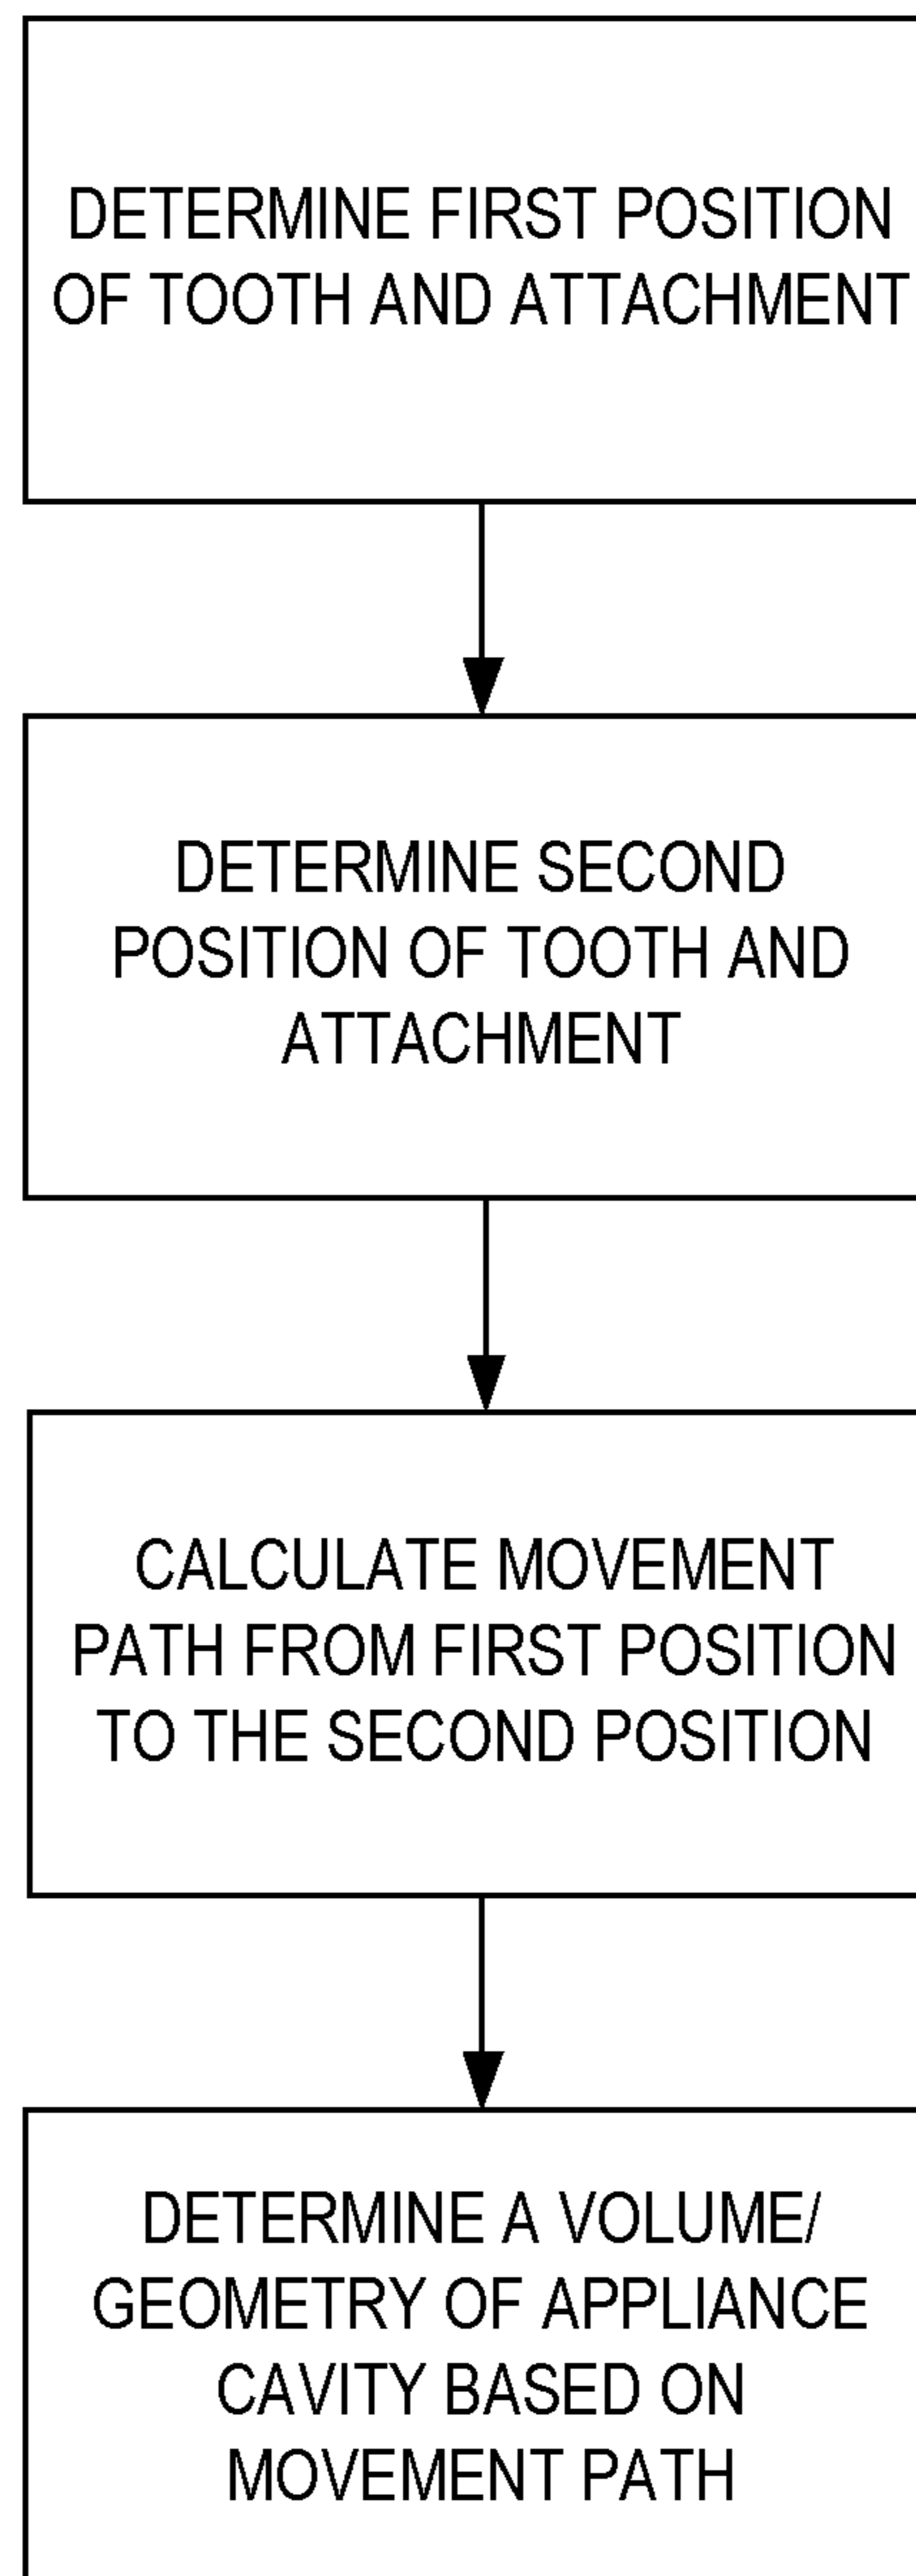 DETERMINE FIRST POSITION
OF TOOTH AND ATTACHMENT
DETERMINE SECOND
POSITION OF TOOTH AND
ATTACHMENT
CALCULATE MOVEMENT
PATH FROM FIRST POSITION
TO THE SECOND POSITION
DETERMINE A VOLUME/
GEOMETRY OF APPLIANCE
CAVITY BASED ON
MOVEMENT PATH